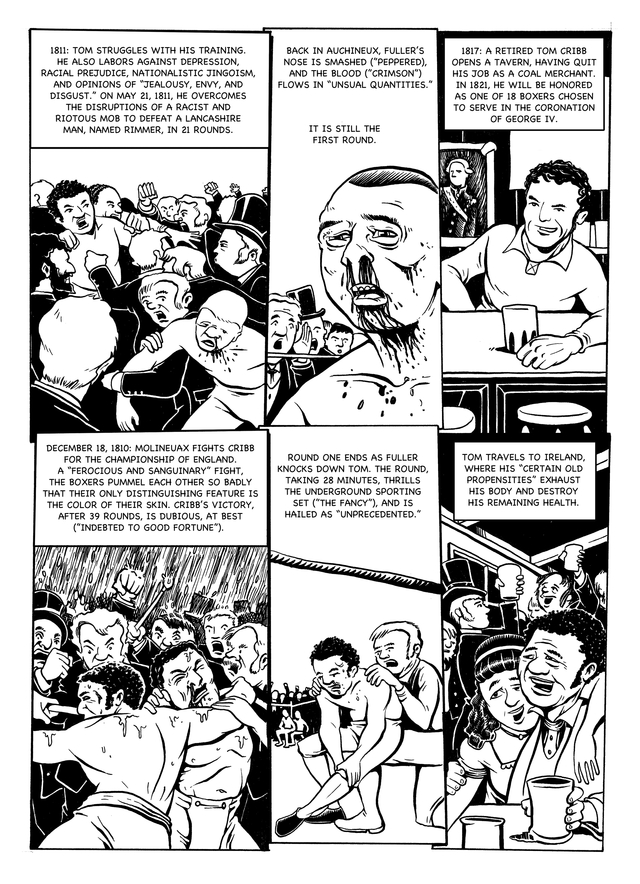 1811: TOM STRUGGLES WITH HIS TRAINING.
HE ALSO LABORS AGAINST DEPRESSION,
RACIAL PREJUDICE, NATIONALISTIC JINGOISM,
AND OPINIONS OF "JEALOUSY, ENVY, AND
DISGUST." ON MAY 21, 1811, HE OVERCOMES
THE DISRUPTIONS OF A RACIST AND
RIOTOUS MOB TO DEFEAT A LANCASHIRE
MAN, NAMED RIMMER, IN 21 ROUNDS.
BACK IN AUCHINEUX, FULLER'S
NOSE IS SMASHED ("PEPPERED),
AND THE BLOOD ("CRIMSON")
FLOWS IN "UNSUAL QUANTITIES."
IT IS STILL THE
FIRST ROUND.
1817: A RETIRED TOM CRIBB
OPENS A TAVERN, HAVING QUIT
HIS JOB AS A COAL MERCHANT.
IN 1821, HE WILL BE HONORED
AS ONE OF 18 BOXERS CHOSEN
TO SERVE IN THE CORONATION
OF GEORGE IV.
DECEMBER 18, 1810: MOLINEUAX FIGHTS CRIBB
FOR THE CHAMPIONSHIP OF ENGLAND.
A "FEROCIOUS AND SANGUINARY" FIGHT,
THE BOXERS PUMMEL EACH OTHER SO BADLY
THAT THEIR ONLY DISTINGUISHING FEATURE IS
THE COLOR OF THEIR SKIN. CRIBB'S VICTORY,
AFTER 39 ROUNDS, IS DUBIOUS, AT BEST
("INDEBTED TO GOOD FORTUNE").
ROUND ONE ENDS AS FULLER
KNOCKS DOWN TOM. THE ROUND,
TAKING 28 MINUTES, THRILLS
THE UNDERGROUND SPORTING
SET ("THE FANCY"), AND IS
HAILED AS "UNPRECEDENTED."
TOM TRAVELS TO IRELAND,
WHERE HIS "CERTAIN OLD
PROPENSITIES" EXHAUST
HIS BODY AND DESTROY
HIS REMAINING HEALTH.